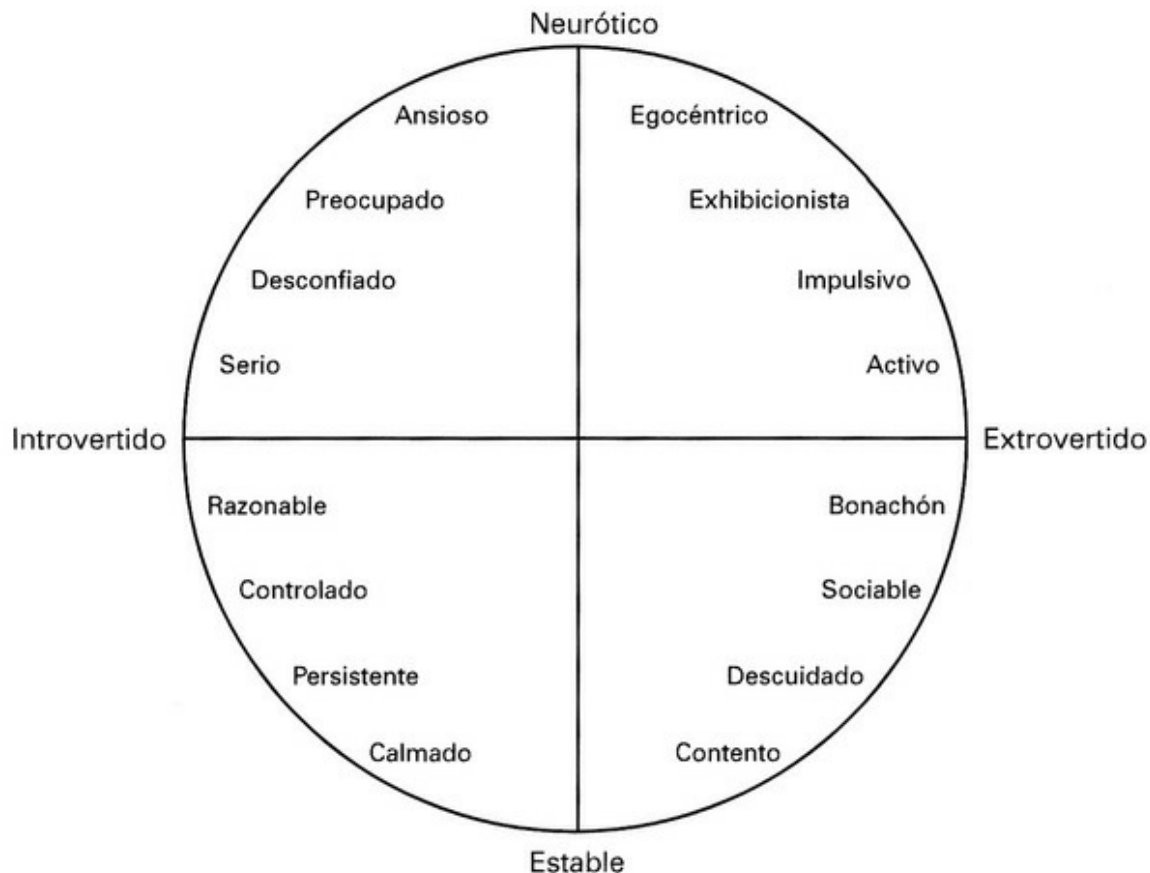 Neurótico
Ansioso
Egocéntrico
Preocupado
Exhibicionista
Desconfiado
Impulsivo
Serio
Activo
Introvertido
Extrovertido
Razonable
Bonachón
Controlado
Sociable
Persistente
Descuidado
Calmado
Contento
Estable